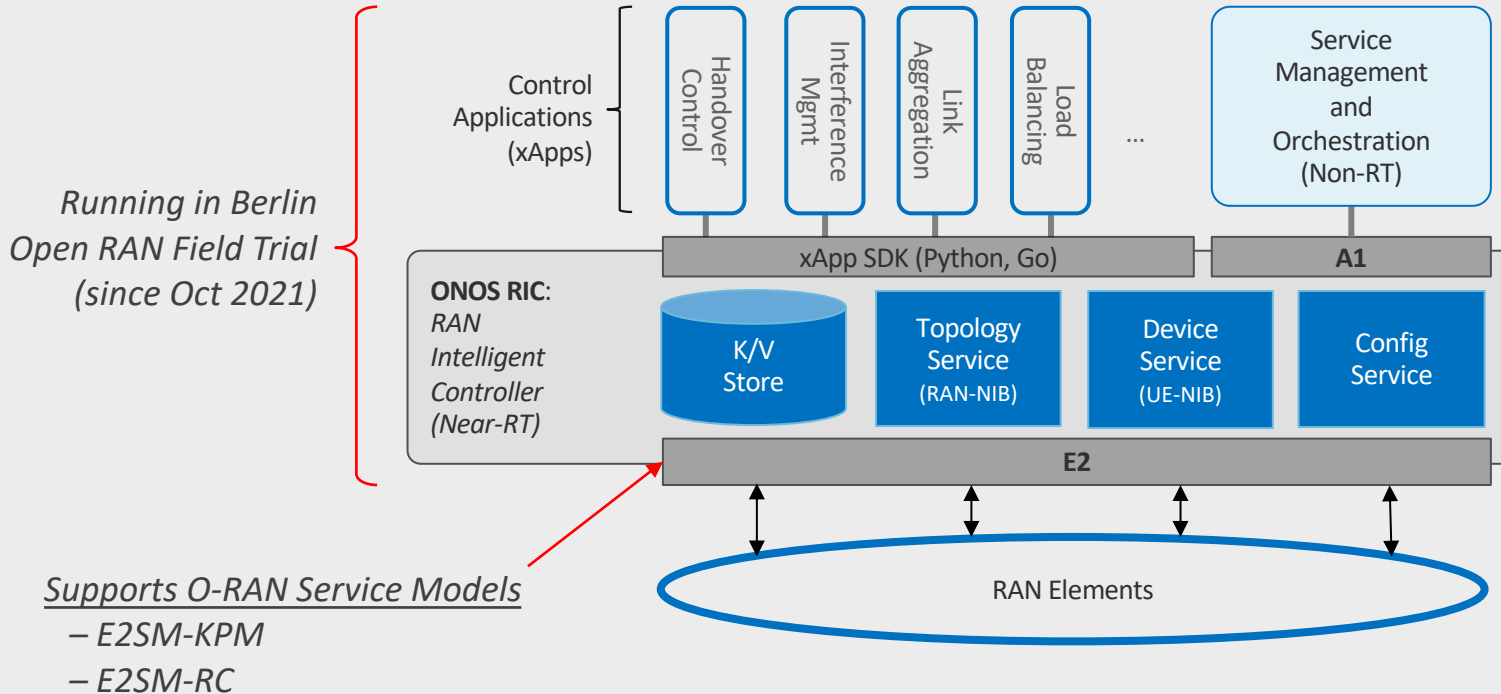 Running in Berlin
Open RAN Field Trial
(since Oct 2021)
Control
Applications
(xApps)
Handover
Control
Interference
Mgmt
Link
Aggregation
Load
Balancing
...
Service
Management
and
Orchestration
(Non-RT)
xApp SDK (Python, Go)
A1
ONOS RIC:
RAN
Intelligent
Controller
(Near-RT)
K/V
Store
Topology
Service
(RAN-NIB)
Device
Service
(UE-NIB)
Config
Service
E2
RAN Elements
Supports O-RAN Service Models
– E2SM-KPM
– E2SM-RC